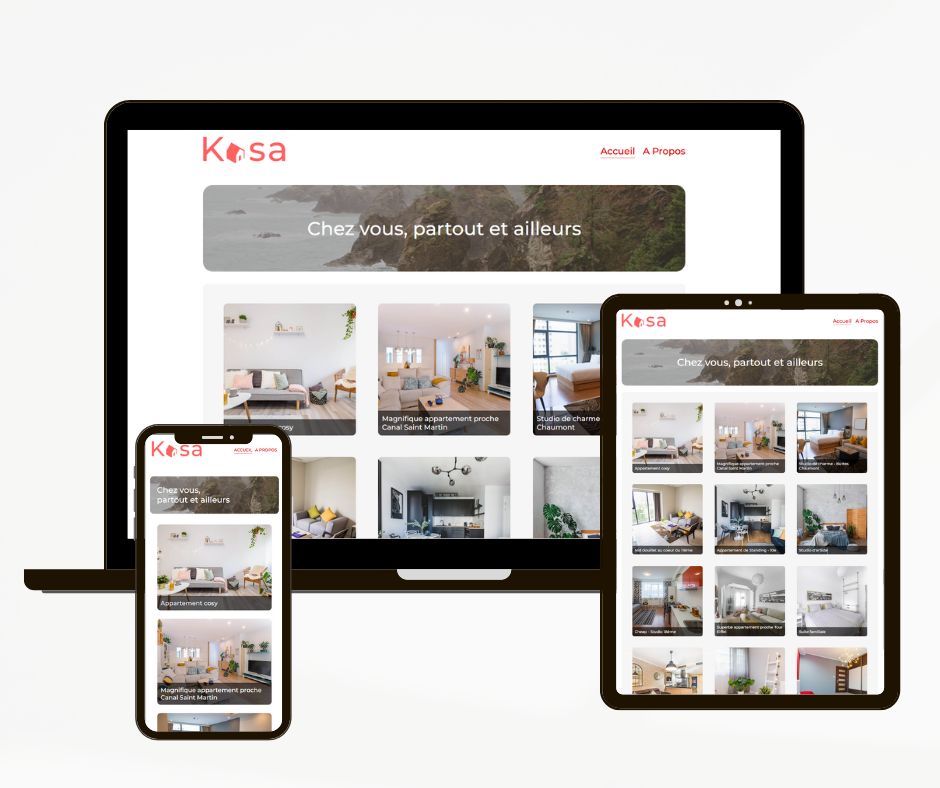 Kasa
Accueil A Propos
Chez vous, partout et ailleurs
cosy
Magnifique appartement proche
Canal Saint Martin
Studio de charme
Chaumont
Kasa
ACCUEIL A PROPOS
Chez vous,
partout et ailleurs
Appartement cosy
Magnifique appartement proche
Canal Saint Martin
Kasa
Accueil A Propos
Chez vous, partout et ailleurs
Appartement cosy
Magnifique appartement proche
Canal Saint Martin
Studio de charme - Buttes
Chaumont
Nid douillet au coeur du 11ème
Appartement de Standing - 10e
Studio d'artiste
Cheap - Studio 18ème
Superbe appartement proche Tour
Eiffel
Suite familiale